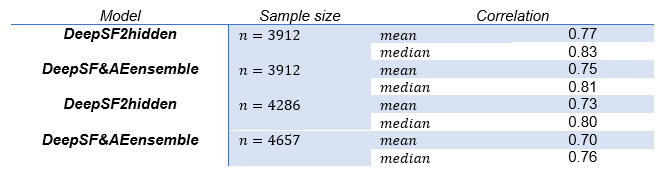 Model Sample size Correlation
DeepSF2hidden n = 3912 mean 0.77
median 0.83
DeepSF&AEensemble n = 3912 mean 0.75
median 0.81
DeepSF2hidden n = 4286 mean 0.73
median 0.80
DeepSF&AEensemble n = 4657 mean 0.70
median 0.76